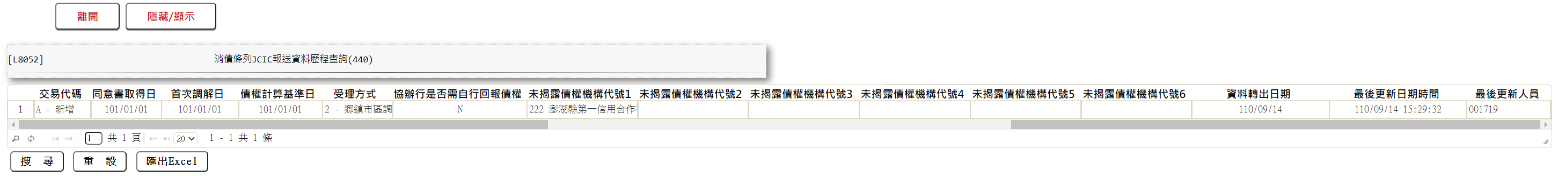 離開 隱藏/顯示
[L8052] 消債條列JCIC報送資料歷程查詢(440)
交易代碼 同意書取得日 首次調解日 債權計算基準日 受理方式 協辦行是否需自行回報債權 未揭露債權機構代號1 未揭露債權機構代號2 未揭露債權機構代號3 未揭露債權機構代號4 未揭露債權機構代號5 未揭露債權機構代號6 資料轉出日期 最後更新日期時間 最後更新人員
1 A - 新增 101/01/01 101/01/01 101/01/01 2 - 鄉鎮市區調 N 222 澎湖縣第一信用合作 110/09/14 110/09/14 15:29:32 001719
1 共 1 頁 20 1 - 1 共 1 條
搜 尋 重 設 匯出Excel